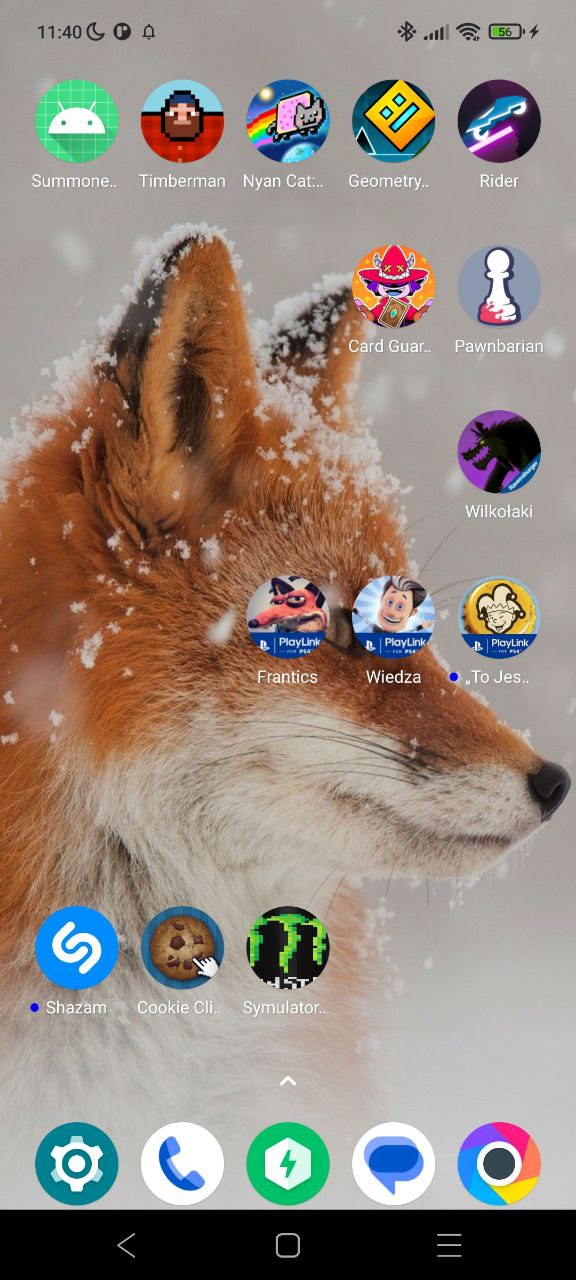 11:40
56
Summone..
Timberman
Nyan Cat:..
Geometry..
Rider
Card Guar..
Pawnbarian
Ravensburger
Wilkołaki
PlayLink
FOR PS4
PlayLink
FOR PS4
PlayLink
FOR PS4
Frantics
Wiedza
„To Jes..
Shazam
Cookie Cli..
Symulator..